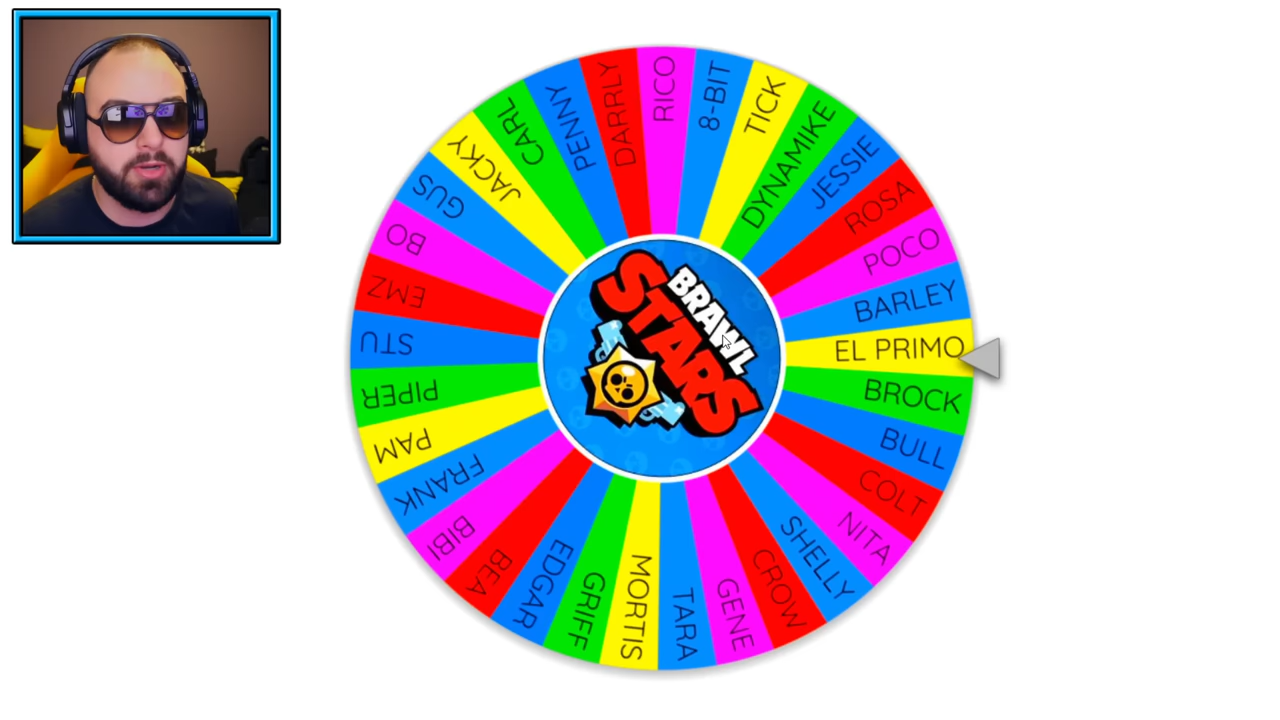 RICO
8-BIT
TICK
DYNAMIKE
JESSIE
ROSA
POCO
BARLEY
EL PRIMO
BROCK
BULL
COLT
NITA
SHELLY
CROW
GENE
TARA
MORTIS
GRIFF
EDGAR
BEA
BIBI
FRANK
PAM
PIPER
STU
EMZ
BO
GUS
JACKY
CARL
PENNY
DARRLY
BRAWL
STARS